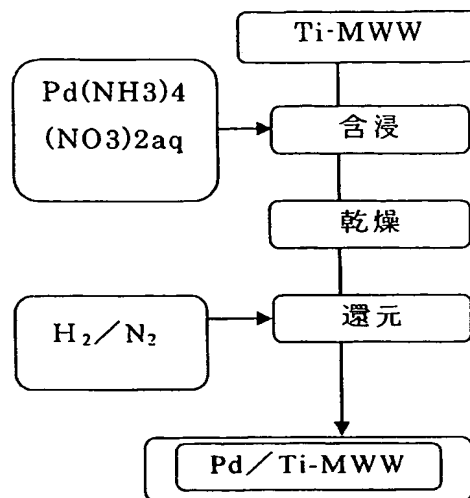 Ti-MWW
Pd(NH3)4
(NO3)2aq
含浸
乾燥
還元
H₂／N₂
Pd／Ti-MWW